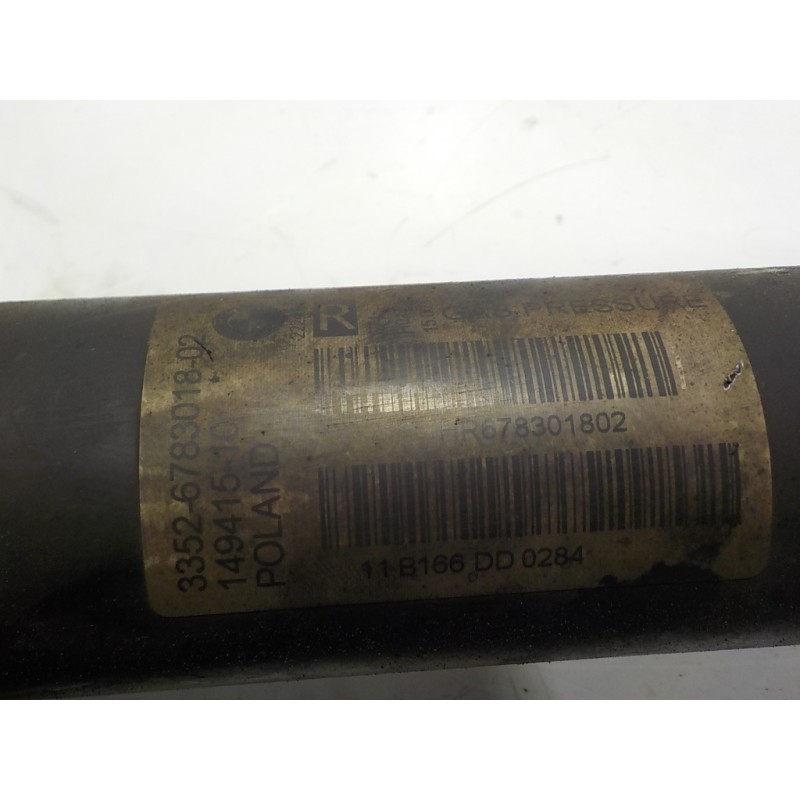 R
GAS PRESSURE
R678301802
11 B166 DD 0284
3352-6783018-02
149415-10
POLAND